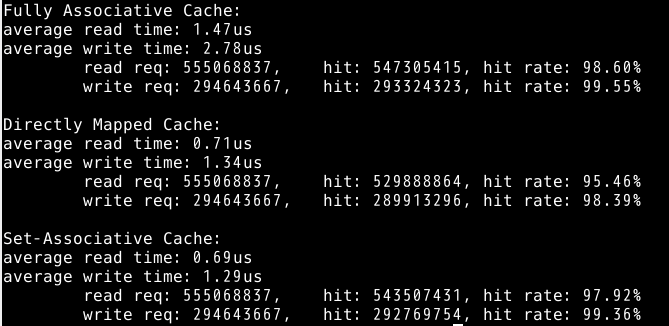 Fully Associative Cache:
average read time: 1.47us
average write time: 2.78us
read req: 555068837, hit: 547305415, hit rate: 98.60%
write req: 294643667, hit: 293324323, hit rate: 99.55%
Directly Mapped Cache:
average read time: 0.71us
average write time: 1.34us
read req: 555068837, hit: 529888864, hit rate: 95.46%
write req: 294643667, hit: 289913296, hit rate: 98.39%
Set-Associative Cache:
average read time: 0.69us
average write time: 1.29us
read req: 555068837, hit: 543507431, hit rate: 97.92%
write req: 294643667, hit: 292769754, hit rate: 99.36%